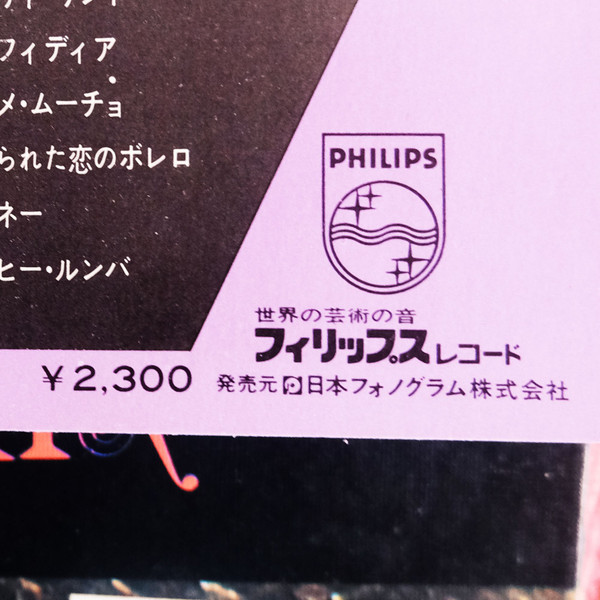 フィディア
メ・ムーチョ
られた恋のボレロ
ネー
ヒー・ルンバ
PHILIPS
世界の芸術の音
フィリップスレコード
¥2,300
発売元 日本フォノグラム株式会社